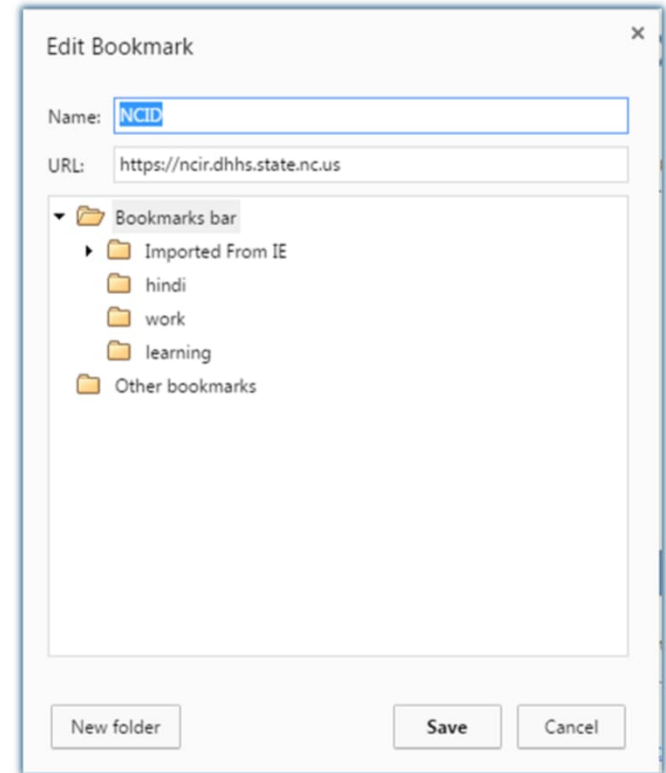 Edit Bookmark
Name: NCID
URL: https://ncir.dhhs.state.nc.us
Bookmarks bar
Imported From IE
hindi
work
learning
Other bookmarks
New folder Save Cancel